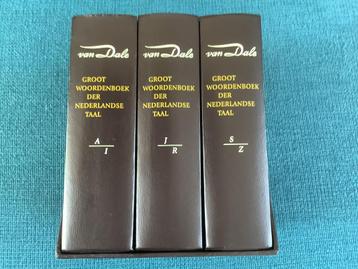 van Dale
GROOT
WOORDENBOEK
DER
NEDERLANDSE
TAAL
A
I
van Dale
GROOT
WOORDENBOEK
DER
NEDERLANDSE
TAAL
J
R
van Dale
GROOT
WOORDENBOEK
DER
NEDERLANDSE
TAAL
S
Z